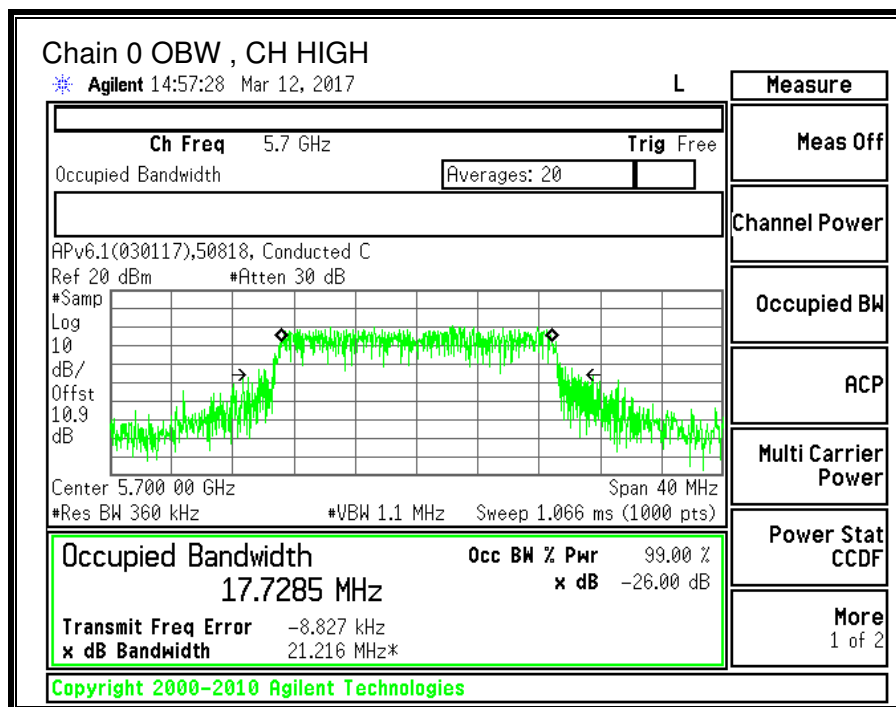 Chain 0 OBW , CH HIGH
Agilent 14:57:28 Mar 12, 2017 L
Measure
Ch Freq 5.7 GHz Trig Free
Meas Off
Occupied Bandwidth Averages: 20
Channel Power
APv6.1(030117),50818, Conducted C
Ref 20 dBm #Atten 30 dB
#Samp
Log
10
dB/
Offst
10.9
dB
Occupied BW
ACP
Multi Carrier
Power
Center 5.700 00 GHz Span 40 MHz
#Res BW 360 kHz #VBW 1.1 MHz Sweep 1.066 ms (1000 pts)
Power Stat
CCDF
Occupied Bandwidth Occ BW % Pwr 99.00 %
17.7285 MHz x dB -26.00 dB
Transmit Freq Error -8.827 kHz
x dB Bandwidth 21.216 MHz*
More
1 of 2
Copyright 2000-2010 Agilent Technologies